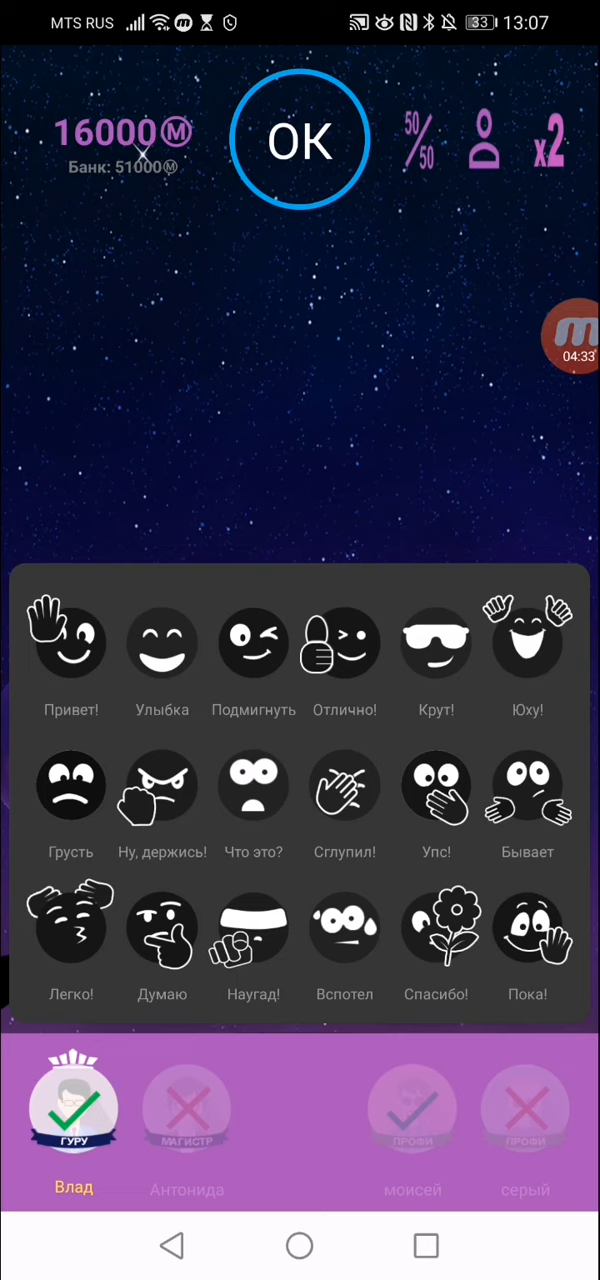 MTS RUS 33 13:07
16000Ⓜ
Банк: 51000Ⓜ
OK
50/50
x2
04:33
Привет! Улыбка Подмигнуть Отлично! Крут! Юху!
Грусть Ну, держись! Что это? Сглупил! Упс! Бывает
Легко! Думаю Наугад! Вспотел Спасибо! Пока!
ГУРУ МАГИСТР ПРОФИ ПРОФИ
Влад Антонида моисей серый